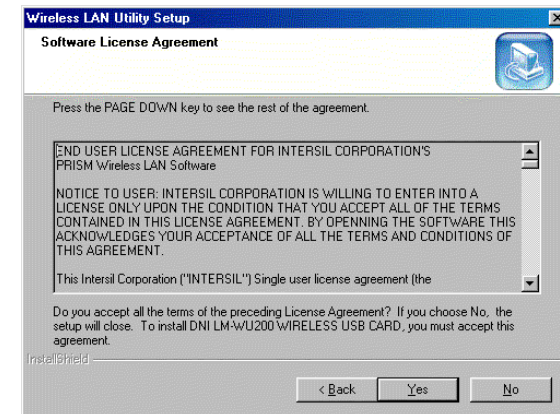 Wireless LAN Utility Setup
Software License Agreement
Press the PAGE DOWN key to see the rest of the agreement.
END USER LICENSE AGREEMENT FOR INTERSIL CORPORATION'S
PRISM Wireless LAN Software
NOTICE TO USER: INTERSIL CORPORATION IS WILLING TO ENTER INTO A
LICENSE ONLY UPON THE CONDITION THAT YOU ACCEPT ALL OF THE TERMS
CONTAINED IN THIS LICENSE AGREEMENT. BY OPENNING THE SOFTWARE THIS
ACKNOWLEDGES YOUR ACCEPTANCE OF ALL THE TERMS AND CONDITIONS OF
THIS AGREEMENT.
This Intersil Corporation ("INTERSIL") Single user license agreement (the
Do you accept all the terms of the preceding License Agreement? If you choose No, the
setup will close. To install DNI LM-WU200 WIRELESS USB CARD, you must accept this
agreement.
InstallShield
< Back Yes No